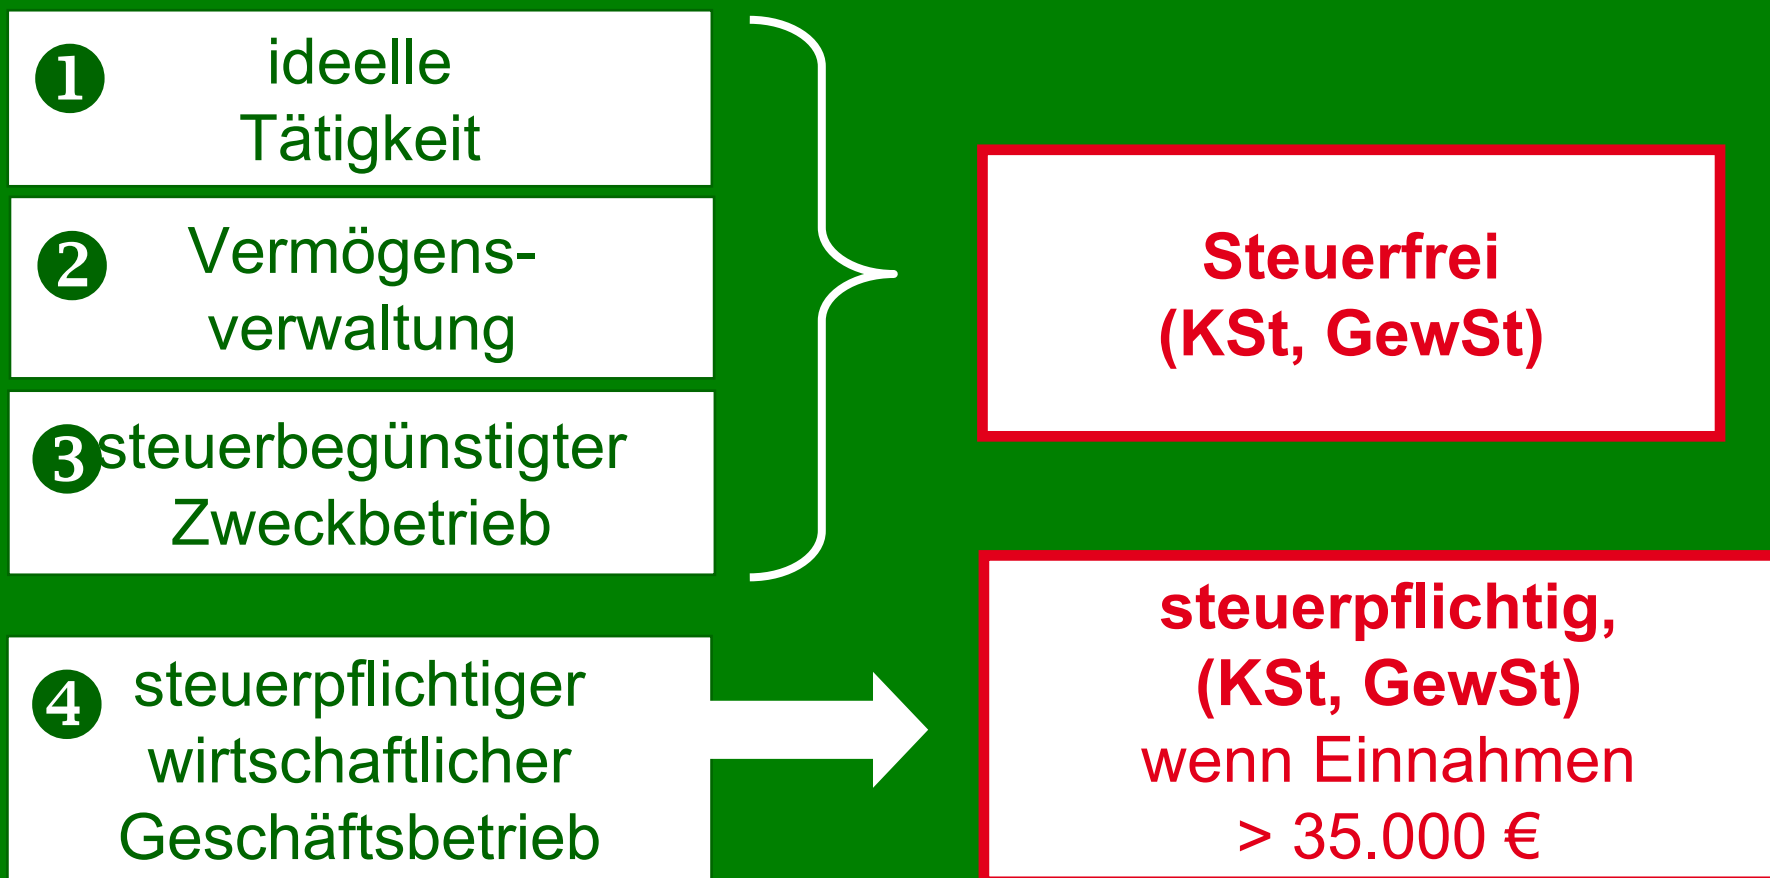 ❶ ideelle
Tätigkeit
❷ Vermögens-
verwaltung
❸ steuerbegünstigter
Zweckbetrieb
Steuerfrei
(KSt, GewSt)
❹ steuerpflichtiger
wirtschaftlicher
Geschäftsbetrieb
steuerpflichtig,
(KSt, GewSt)
wenn Einnahmen
> 35.000 €